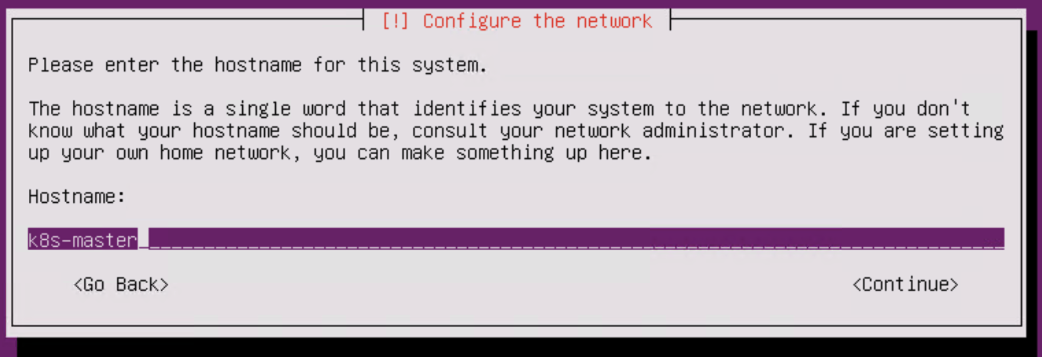 [!] Configure the network
Please enter the hostname for this system.
The hostname is a single word that identifies your system to the network. If you don't
know what your hostname should be, consult your network administrator. If you are setting
up your own home network, you can make something up here.
Hostname:
k8s-master
<Go Back> <Continue>